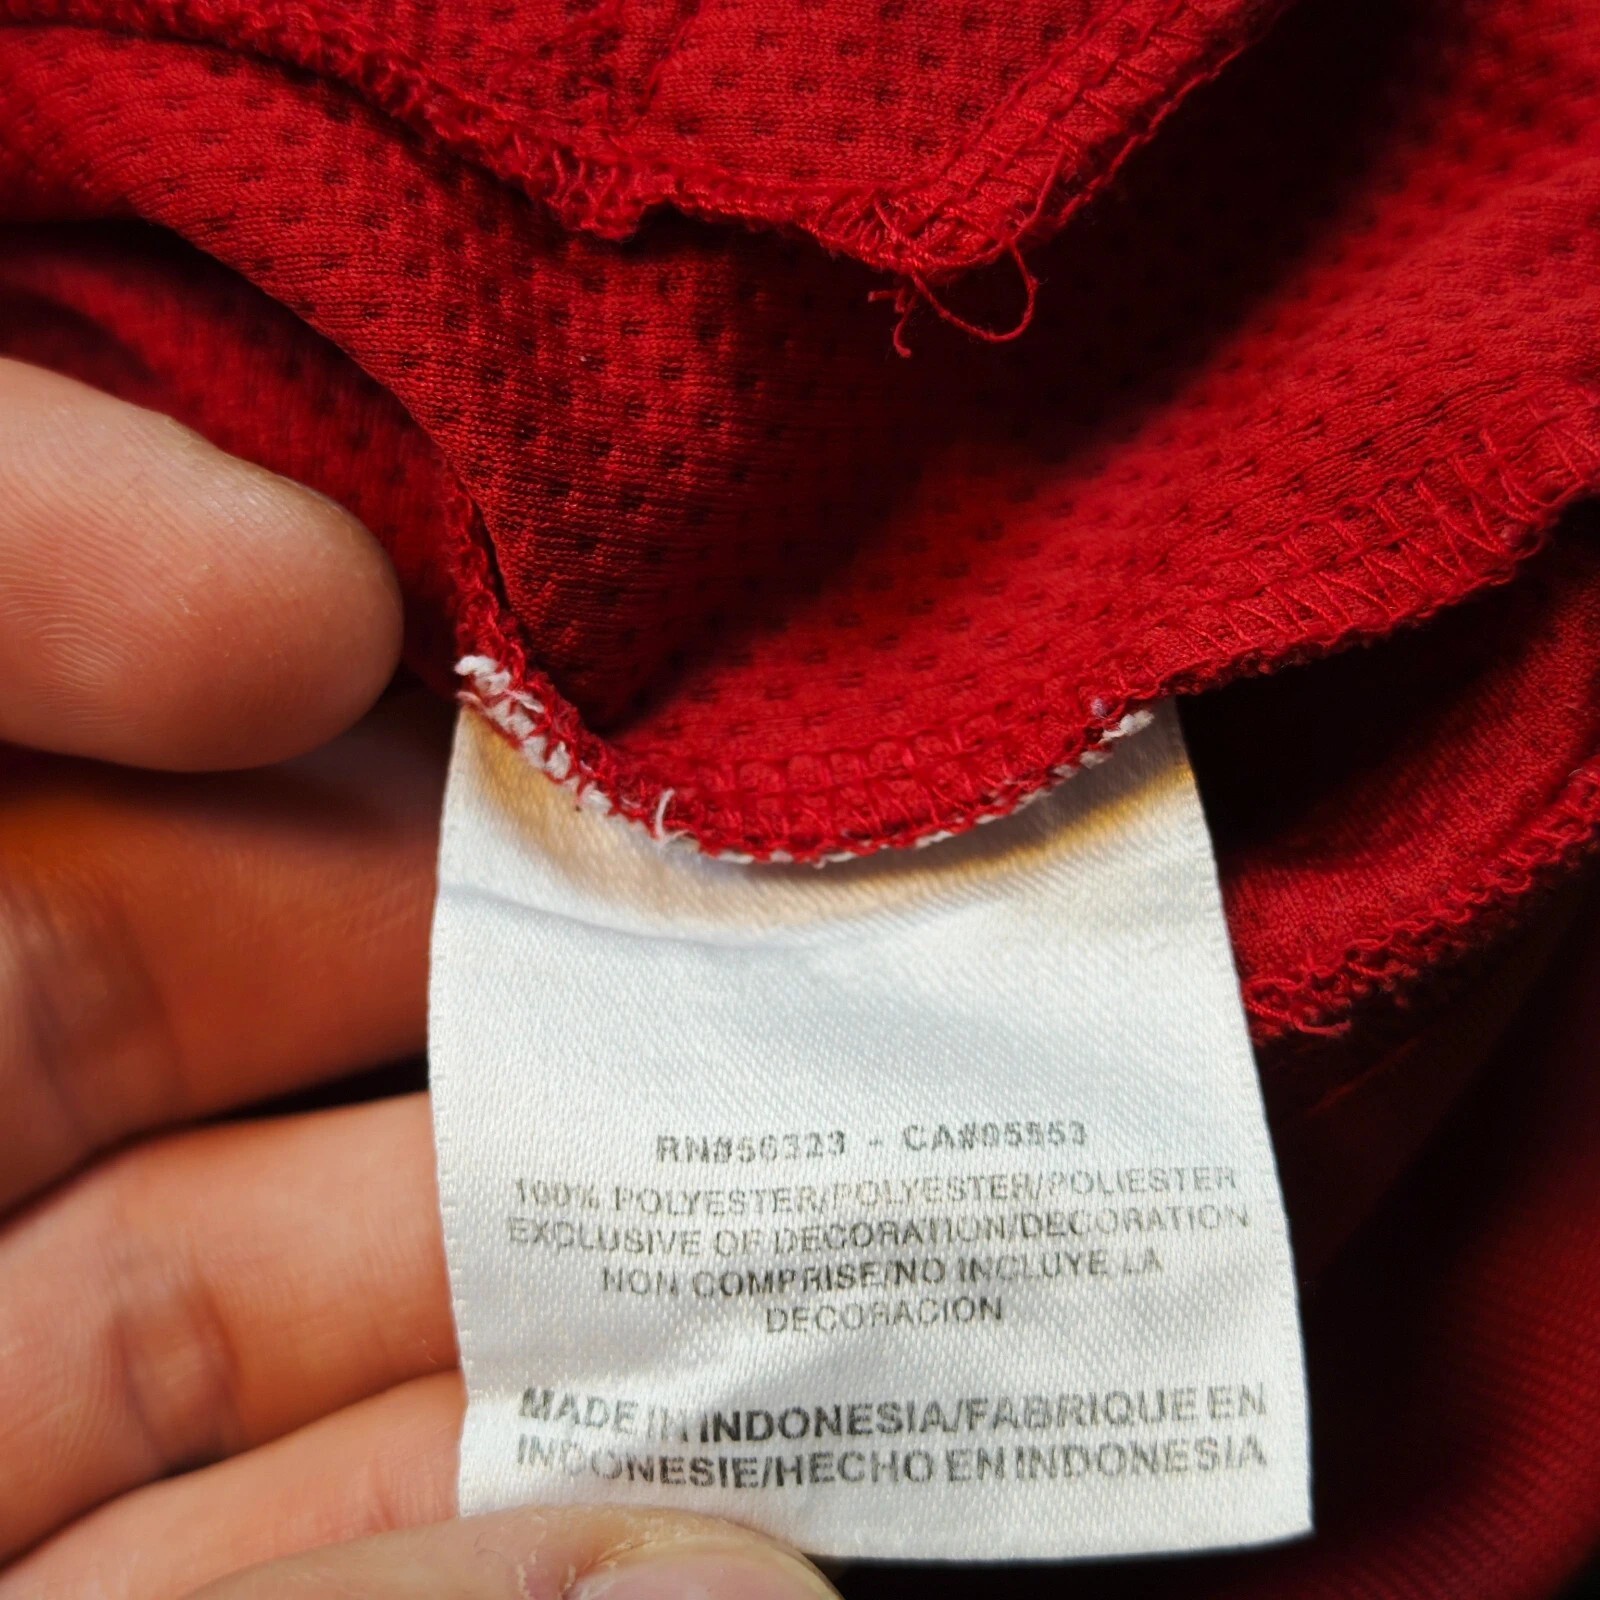 RN#56323 - CA#05553
100% POLYESTER/POLYESTER/POLIESTER
EXCLUSIVE OF DECORATION/DECORATION
NON COMPRISE/NO INCLUYE LA
DECORACION
MADE IN INDONESIA/FABRIQUE EN
INDONESIE/HECHO EN INDONESIA